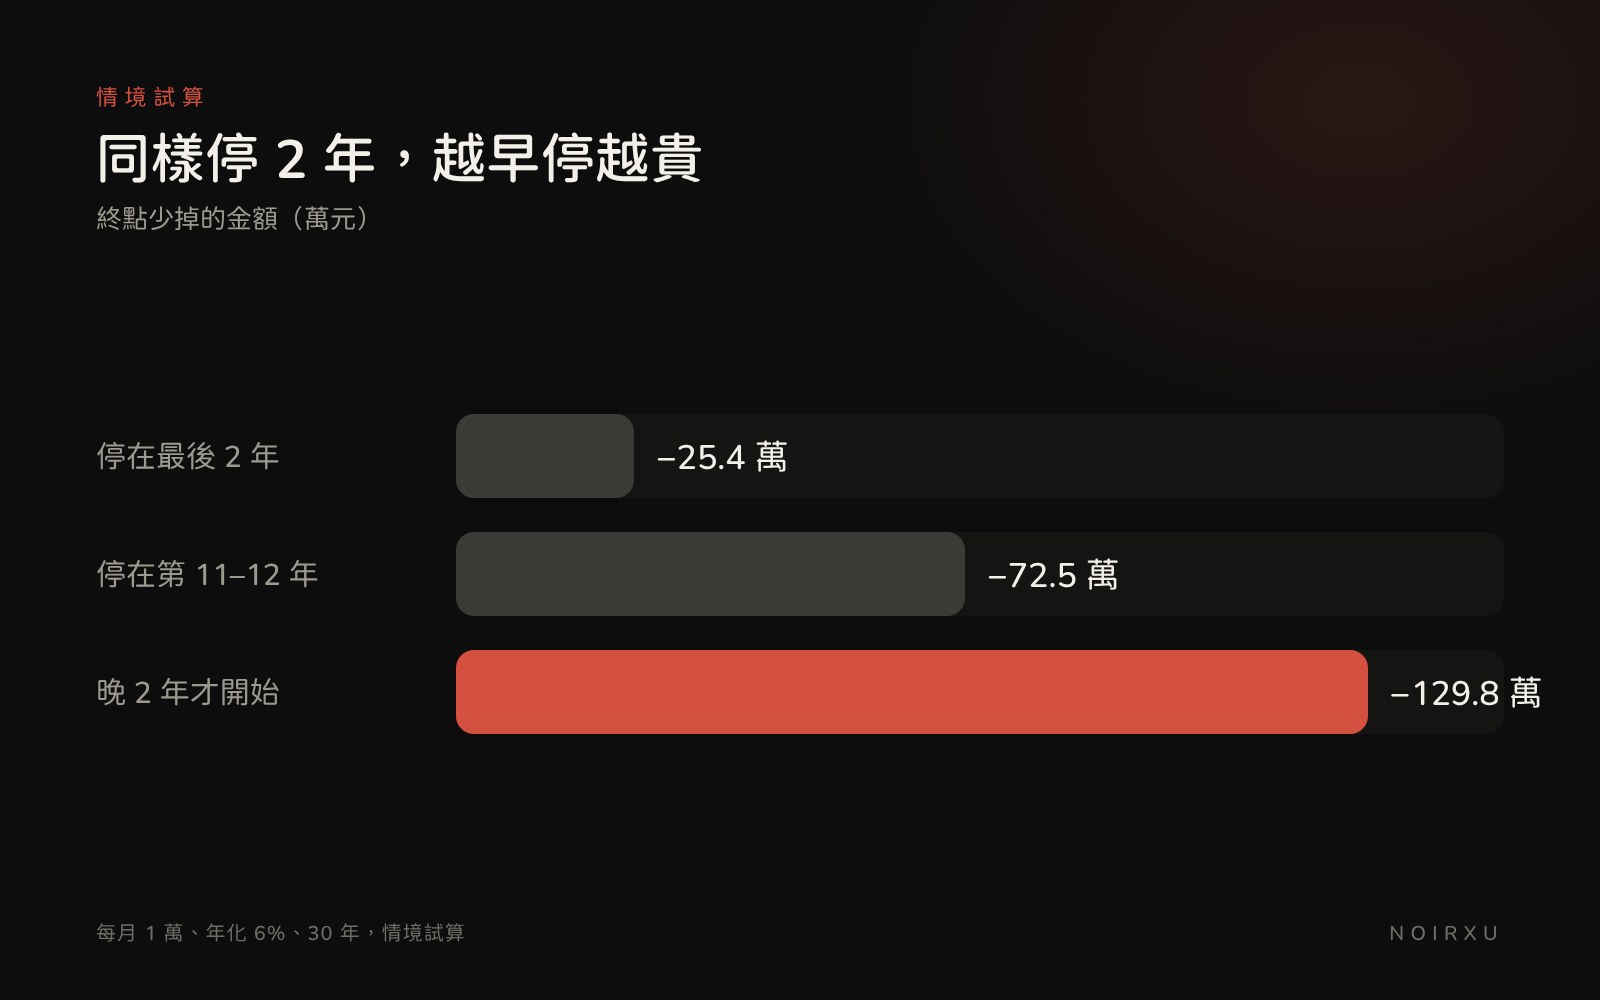 情境試算
同樣停 2 年，越早停越貴
終點少掉的金額（萬元）
停在最後 2 年
−25.4 萬
停在第 11–12 年
−72.5 萬
晚 2 年才開始
−129.8 萬
每月 1 萬、年化 6%、30 年，情境試算
NOIRXU